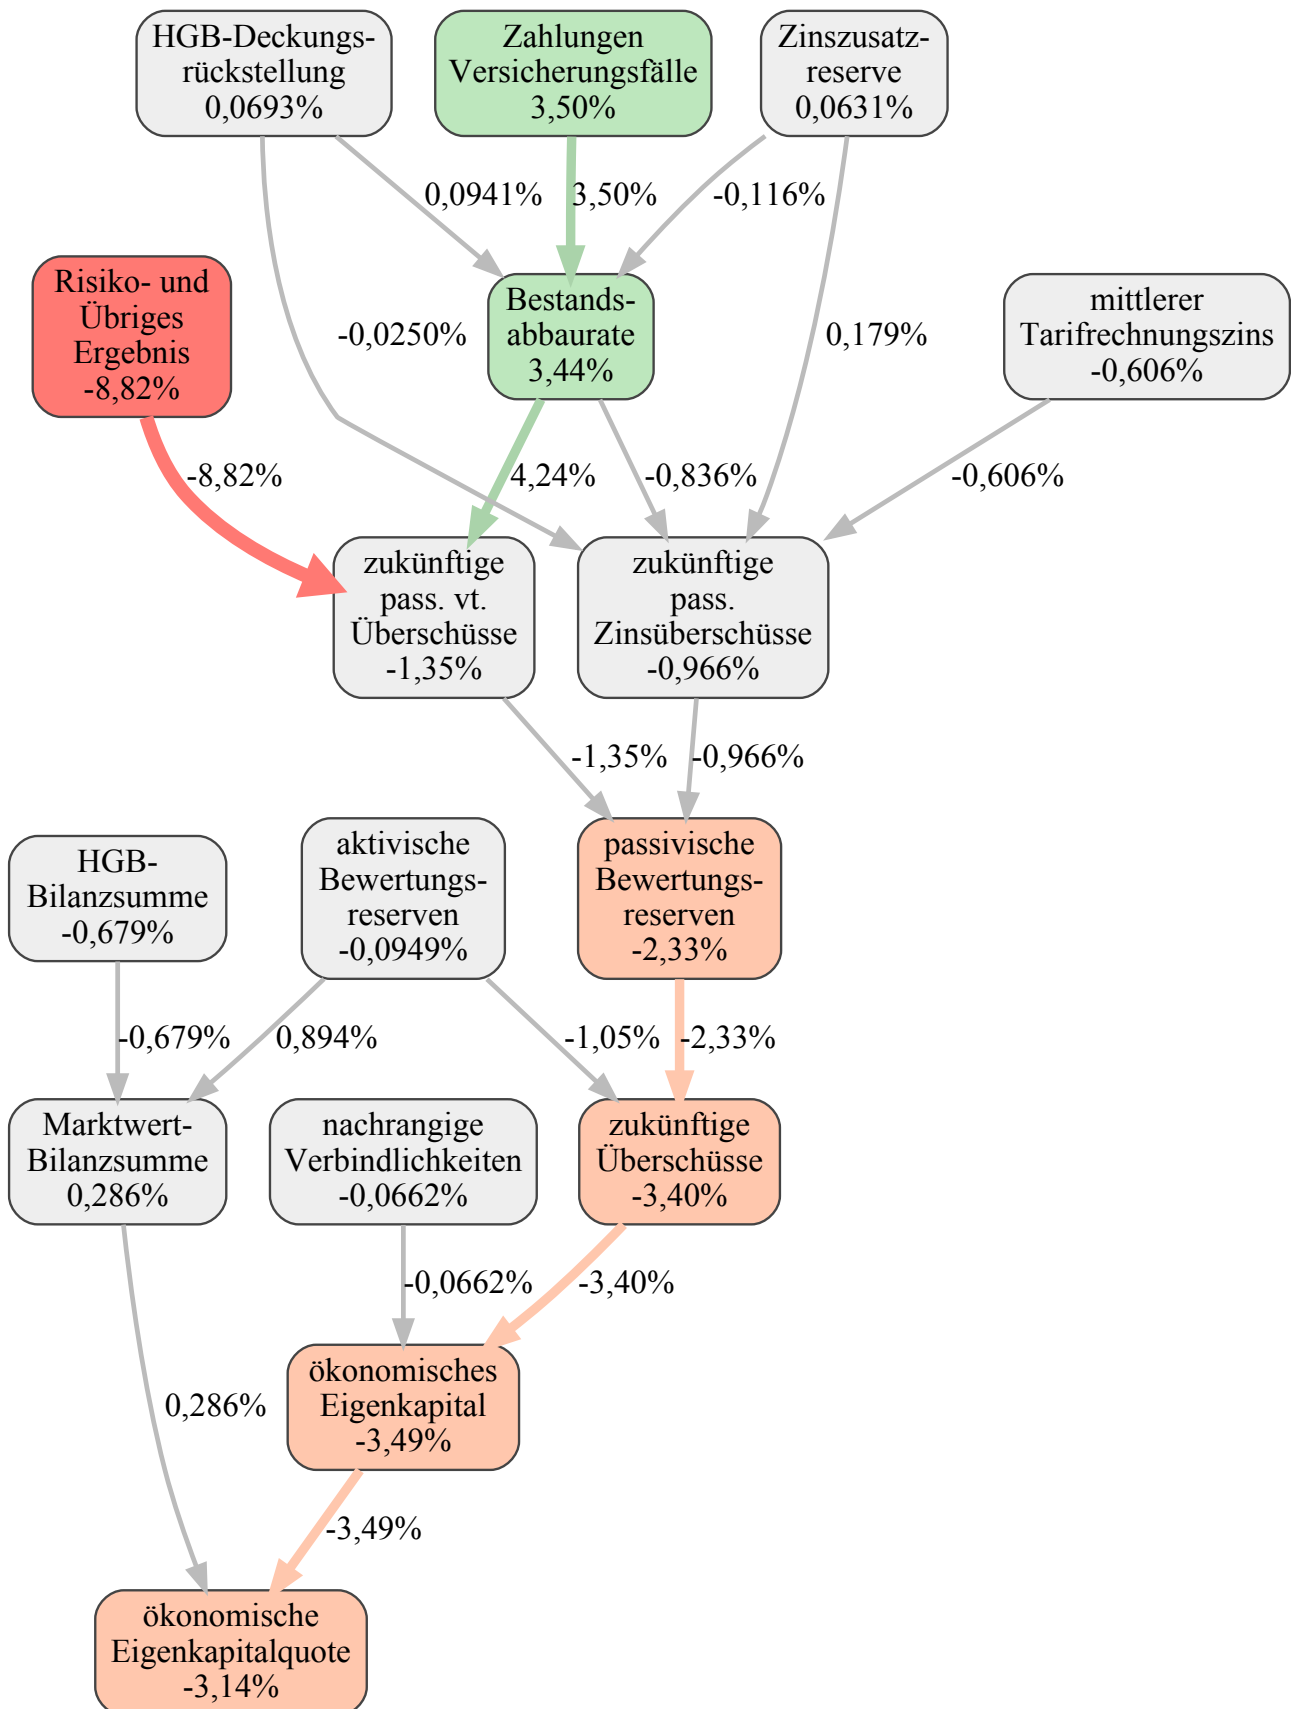 HGB-Deckungs-
rückstellung
0,0693%
Zahlungen
Versicherungsfälle
3,50%
Zinszusatz-
reserve
0,0631%
0,0941%
3,50%
-0,116%
Risiko- und
Übriges
Ergebnis
-8,82%
Bestands-
abbaurate
3,44%
mittlerer
Tarifrechnungszins
-0,606%
-0,0250%
0,179%
-8,82%
4,24%
-0,836%
-0,606%
zukünftige
pass. vt.
Überschüsse
-1,35%
zukünftige
pass.
Zinsüberschüsse
-0,966%
-1,35%
-0,966%
HGB-
Bilanzsumme
-0,679%
aktivische
Bewertungs-
reserven
-0,0949%
passivische
Bewertungs-
reserven
-2,33%
-0,679%
0,894%
-1,05%
-2,33%
Marktwert-
Bilanzsumme
0,286%
nachrangige
Verbindlichkeiten
-0,0662%
zukünftige
Überschüsse
-3,40%
-0,0662%
-3,40%
ökonomisches
Eigenkapital
-3,49%
0,286%
-3,49%
ökonomische
Eigenkapitalquote
-3,14%